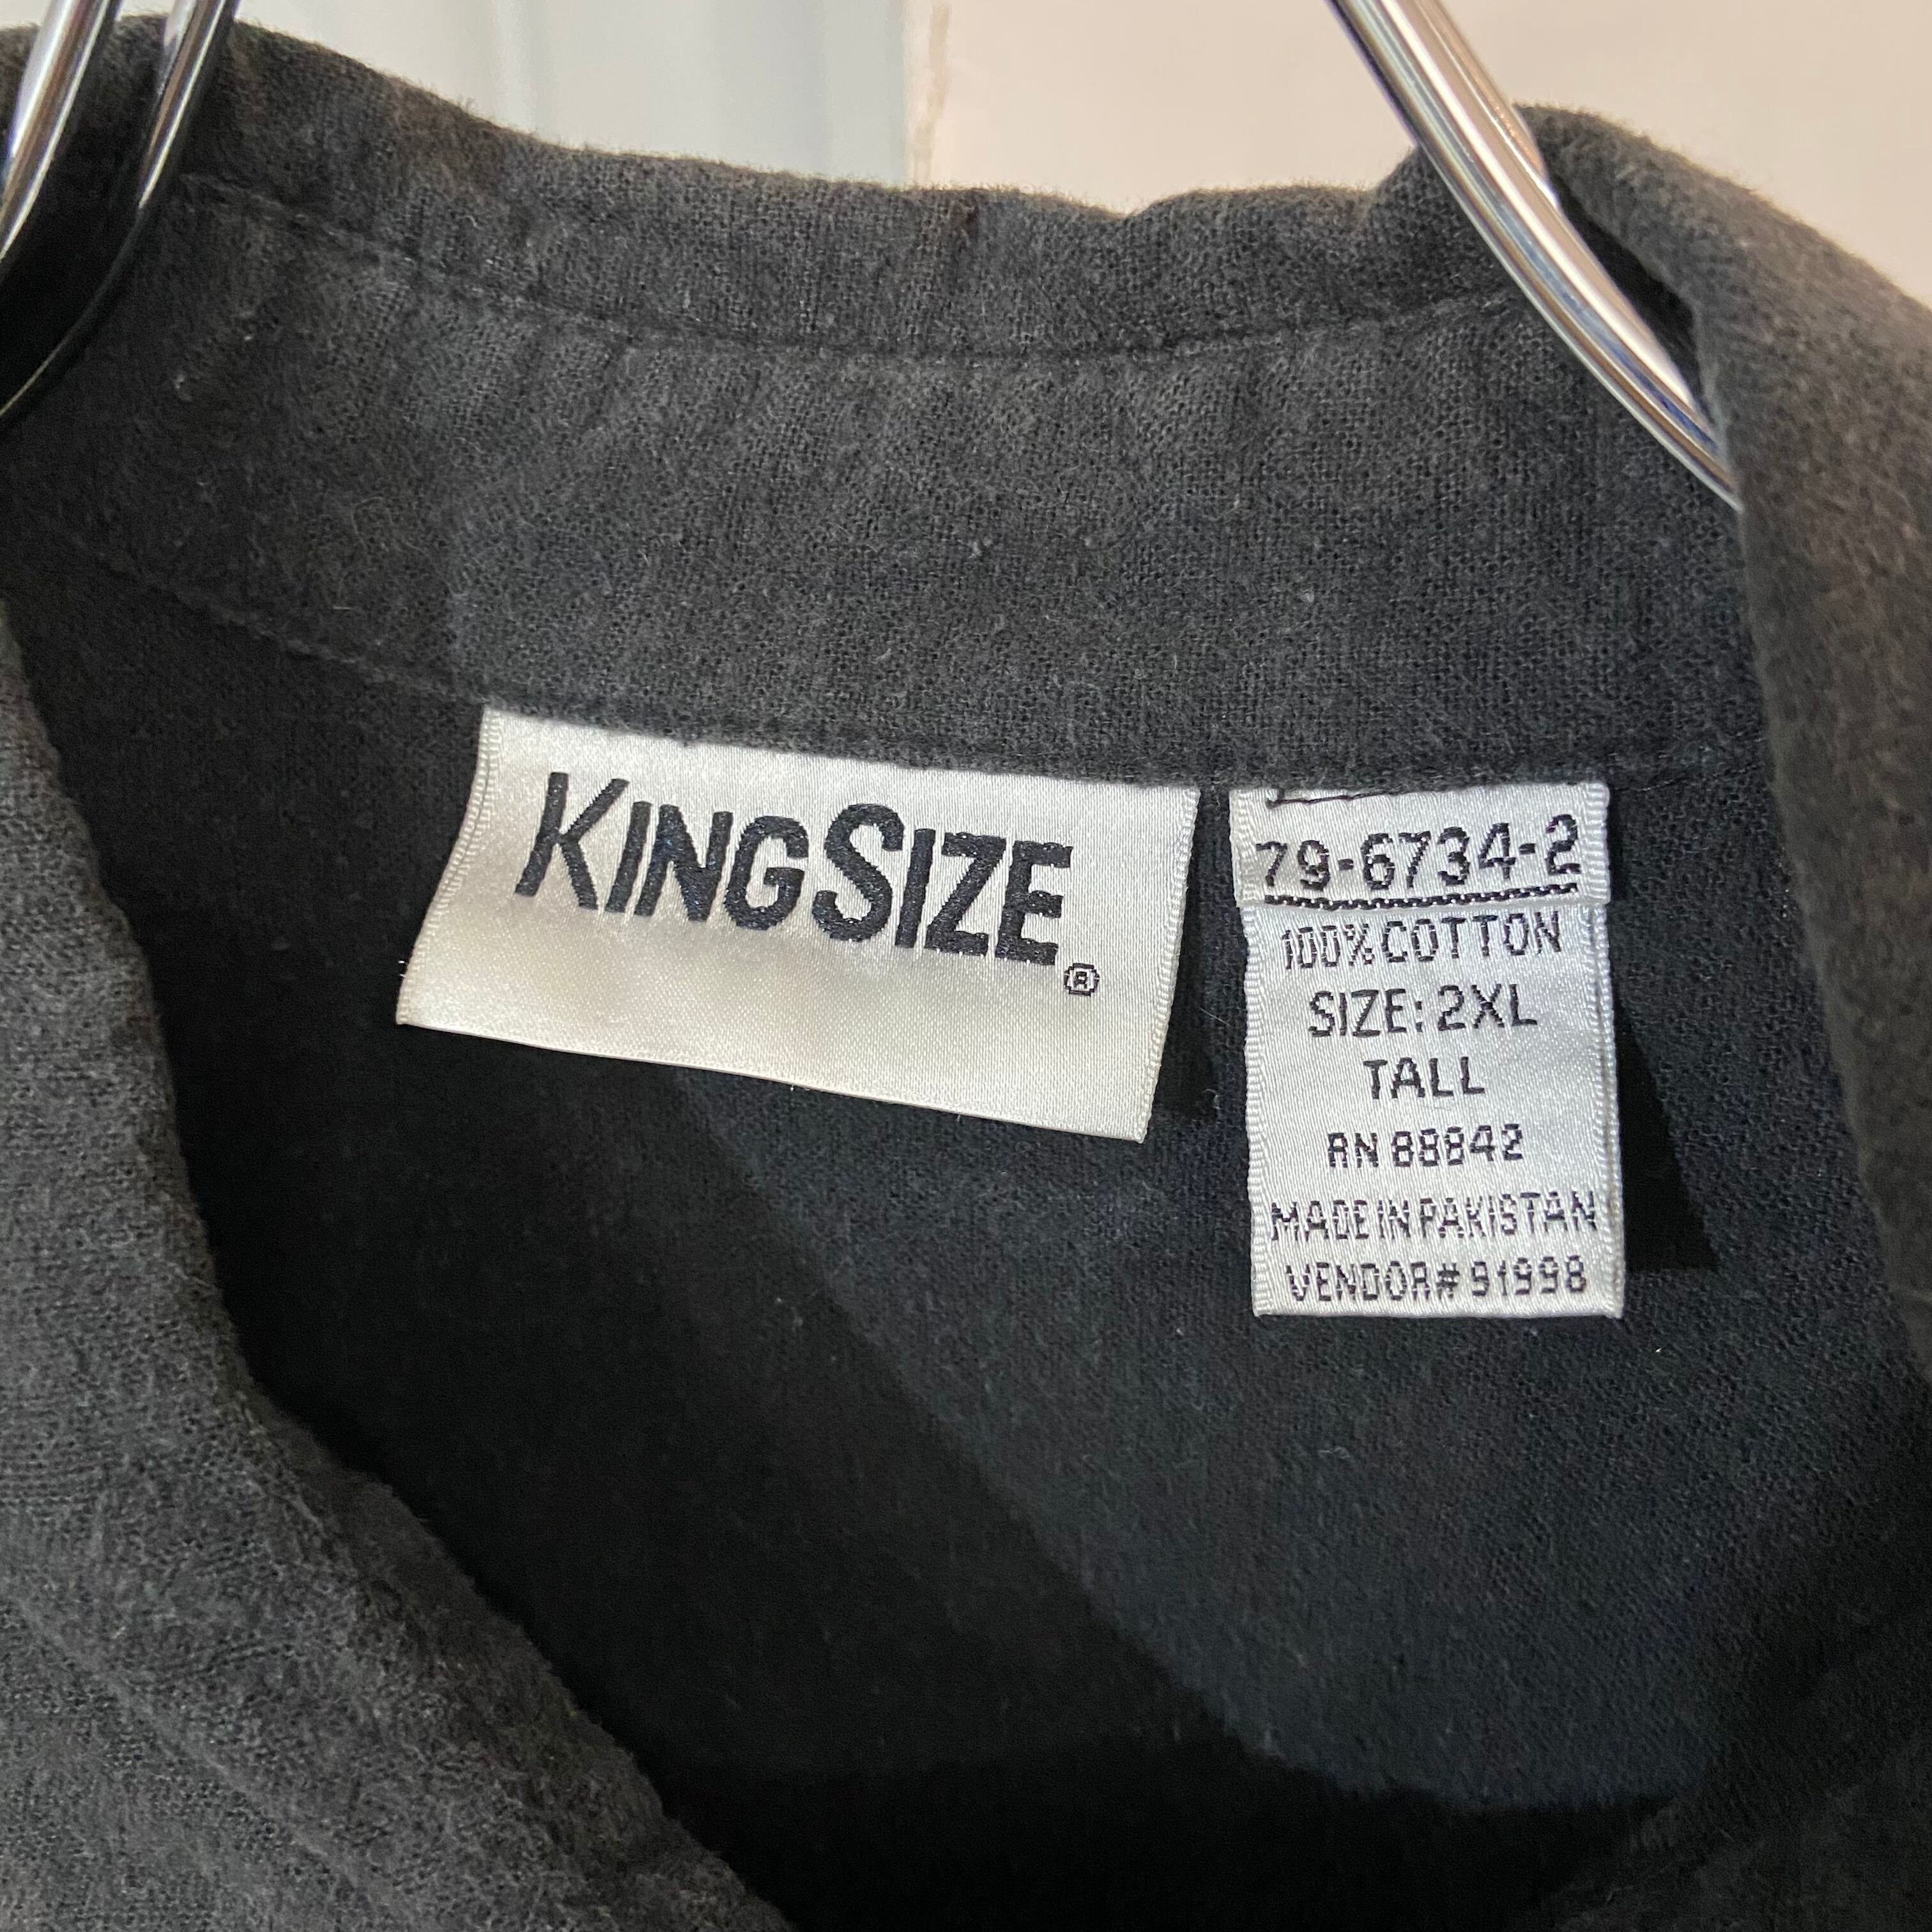 KINGSIZE
®
79-6734-2
100% COTTON
SIZE: 2XL
TALL
RN 88842
MADE IN PAKISTAN
VENDOR# 91998